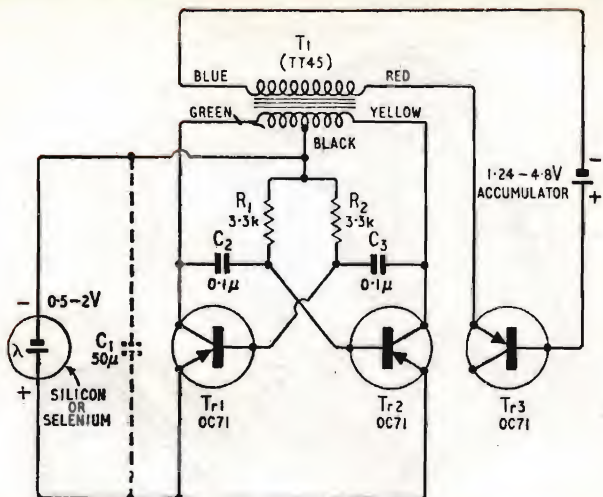 T1
(TT45)
BLUE
RED
GREEN
YELLOW
BLACK
1·24 – 4·8V
ACCUMULATOR
−
+
R1
3·3k
R2
3·3k
C2
0·1μ
C3
0·1μ
−
0·5–2V
λ
+
SILICON
OR
SELENIUM
C1
50μ
Tr1
OC71
Tr2
OC71
Tr3
OC71